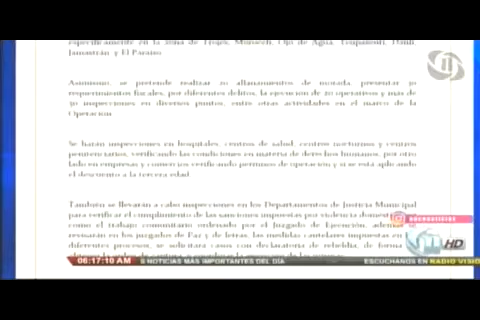 específicamente en la zona de Trojes, Moroceli, Ojo de Agua, Teupasenti, Danlí,
Jamastrán y El Paraíso
Asimismo, se pretende realizar 20 allanamientos de morada, presentar 30
requerimientos fiscales, por diferentes delitos, la ejecución de 20 operativos y más de
30 inspecciones en diversos puntos, entre otras actividades en el marco de la
Operación.
Se harán inspecciones en hospitales, centros de salud, centros nocturnos y centros
penitenciarios, verificando las condiciones en materia de derechos humanos, por otro
lado en empresas y comercios verificando permisos de operación y si se está aplicando
el descuento a la tercera edad.
También se llevarán a cabo inspecciones en los Departamentos de Justicia Municipal
para verificar el cumplimiento de las sanciones impuestas por violencia doméstica
como el trabajo comunitario ordenado por el Juzgado de Ejecución, además
revisarán en los Juzgados de Paz y de letras, las medidas cautelares impuestas en
diferentes procesos, se solicitara casos con declaratoria de rebeldía, de forma
HD
06:17:10 AM
9 NOTICIAS MÁS IMPORTANTES DEL DÍA
ESCUCHANOS EN RADIO VISIO